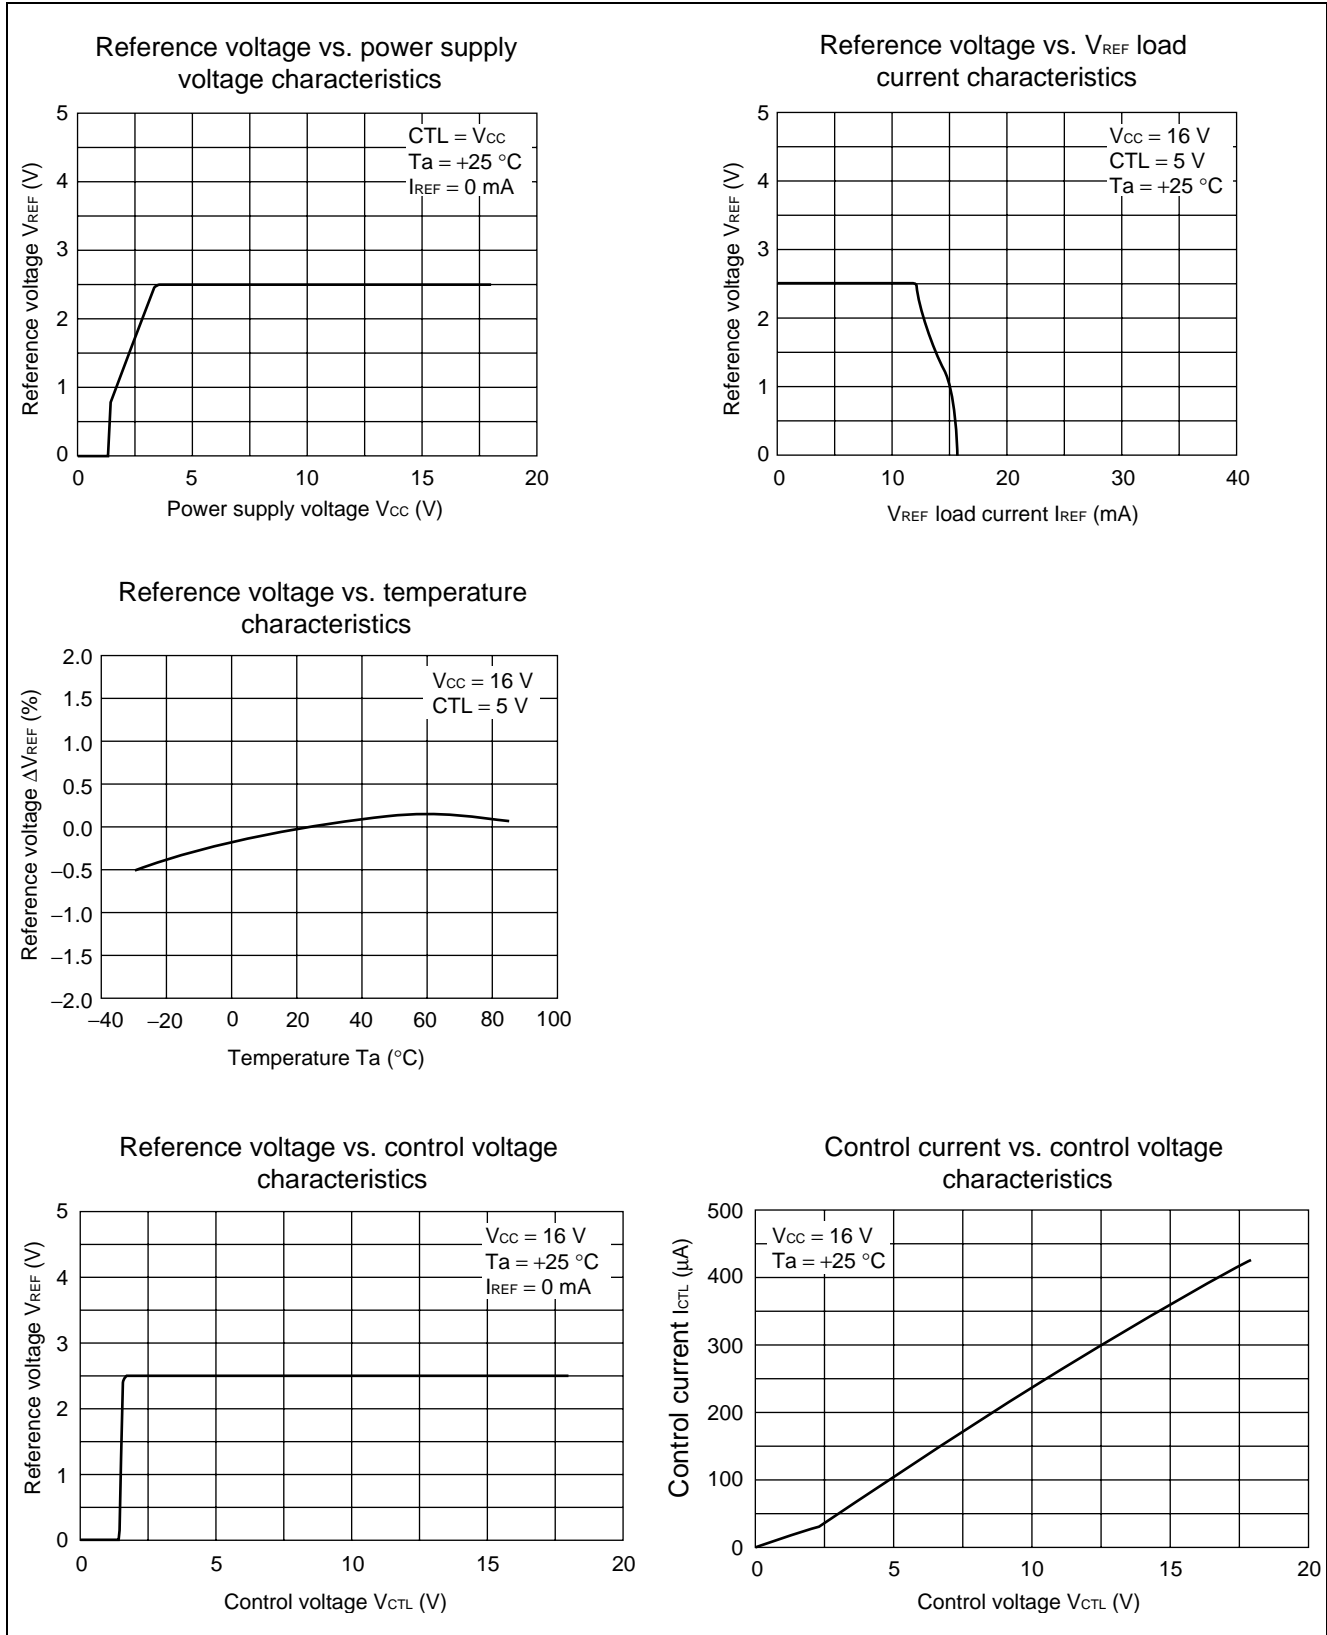 Reference voltage vs. power supply
voltage characteristics
5
4
3
2
1
0
Reference voltage VREF (V)
CTL = VCC
Ta = +25 °C
IREF = 0 mA
0 5 10 15 20
Power supply voltage VCC (V)
Reference voltage vs. VREF load
current characteristics
5
4
3
2
1
0
Reference voltage VREF (V)
VCC = 16 V
CTL = 5 V
Ta = +25 °C
0 10 20 30 40
VREF load current IREF (mA)
Reference voltage vs. temperature
characteristics
2.0
1.5
1.0
0.5
0.0
−0.5
−1.0
−1.5
−2.0
Reference voltage ΔVREF (%)
VCC = 16 V
CTL = 5 V
−40 −20 0 20 40 60 80 100
Temperature Ta (°C)
Reference voltage vs. control voltage
characteristics
5
4
3
2
1
0
Reference voltage VREF (V)
VCC = 16 V
Ta = +25 °C
IREF = 0 mA
0 5 10 15 20
Control voltage VCTL (V)
Control current vs. control voltage
characteristics
500
400
300
200
100
0
Control current ICTL (µA)
VCC = 16 V
Ta = +25 °C
0 5 10 15 20
Control voltage VCTL (V)